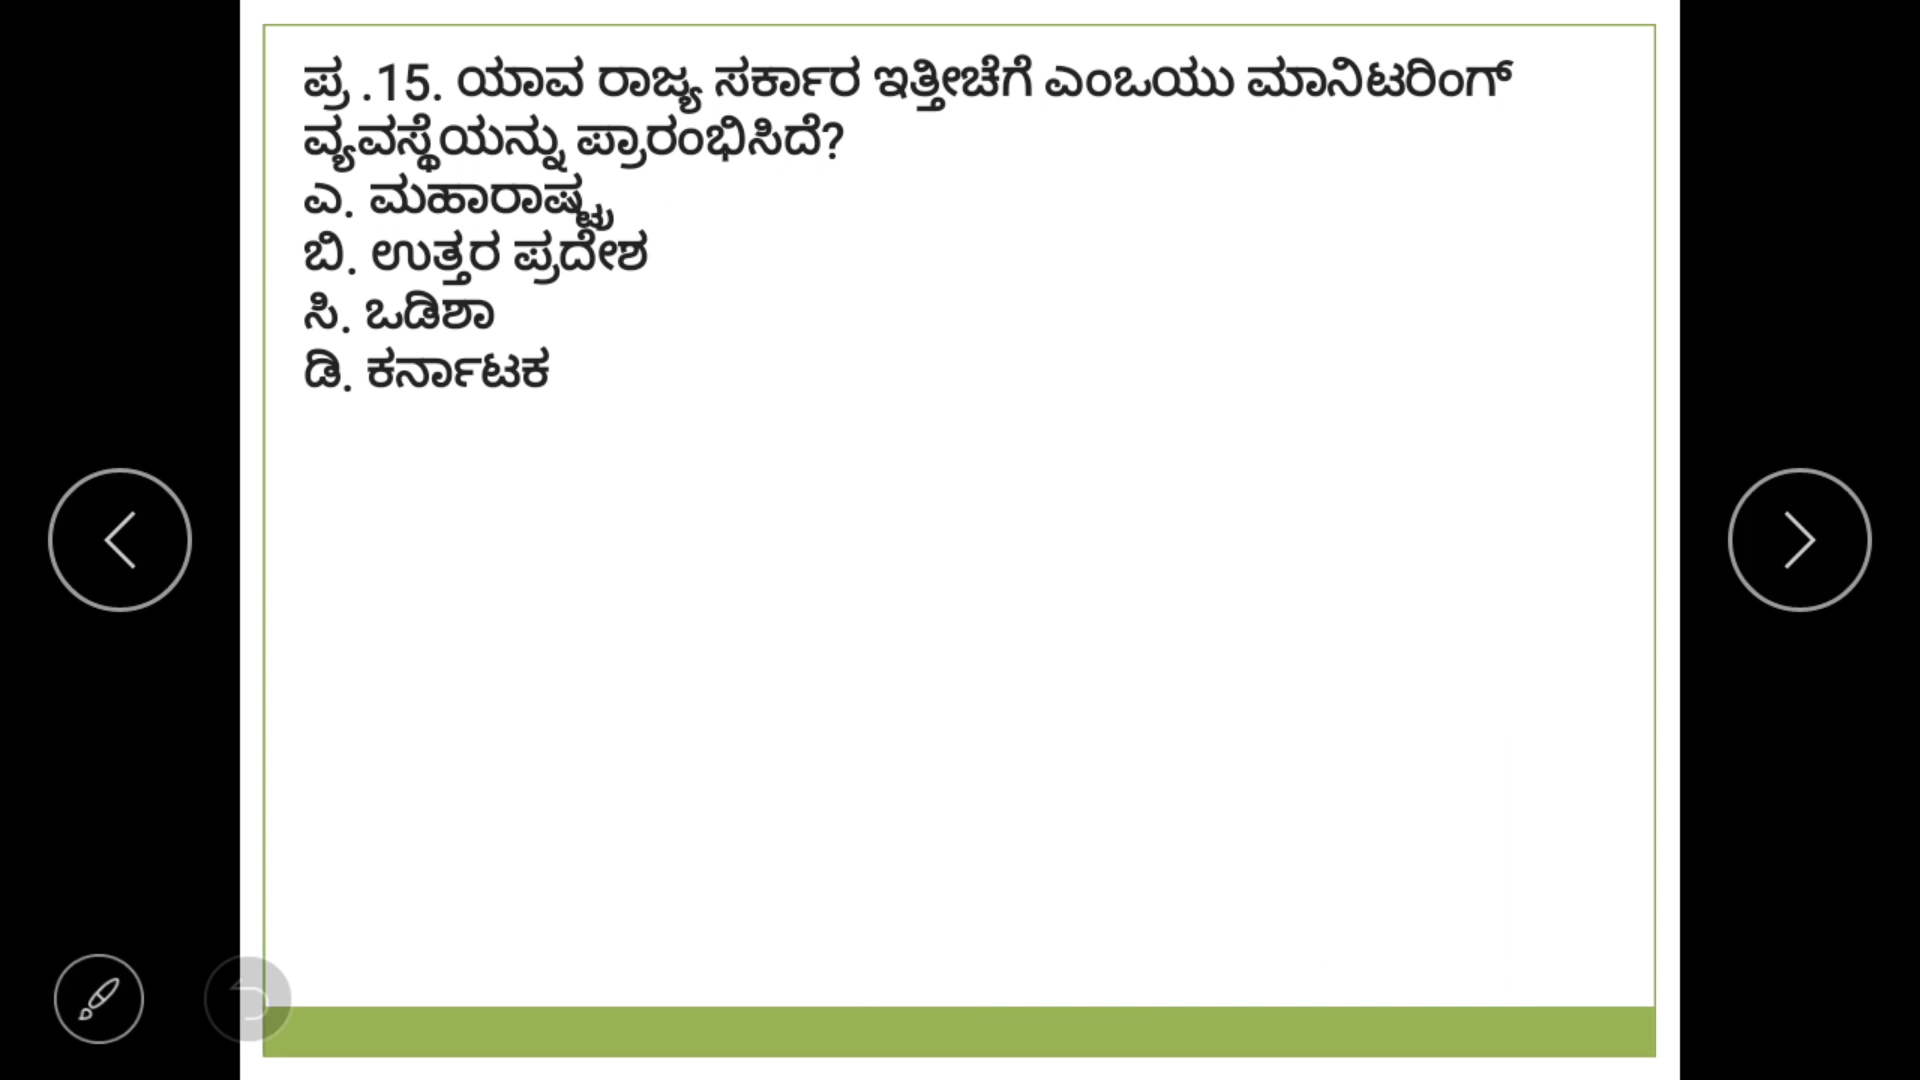 ಪ್ರ .15. ಯಾವ ರಾಜ್ಯ ಸರ್ಕಾರ ಇತ್ತೀಚೆಗೆ ಎಂಒಯು ಮಾನಿಟರಿಂಗ್
ವ್ಯವಸ್ಥೆಯನ್ನು ಪ್ರಾರಂಭಿಸಿದೆ?
ಎ. ಮಹಾರಾಷ್ಟ್ರ
ಬಿ. ಉತ್ತರ ಪ್ರದೇಶ
ಸಿ. ಒಡಿಶಾ
ಡಿ. ಕರ್ನಾಟಕ